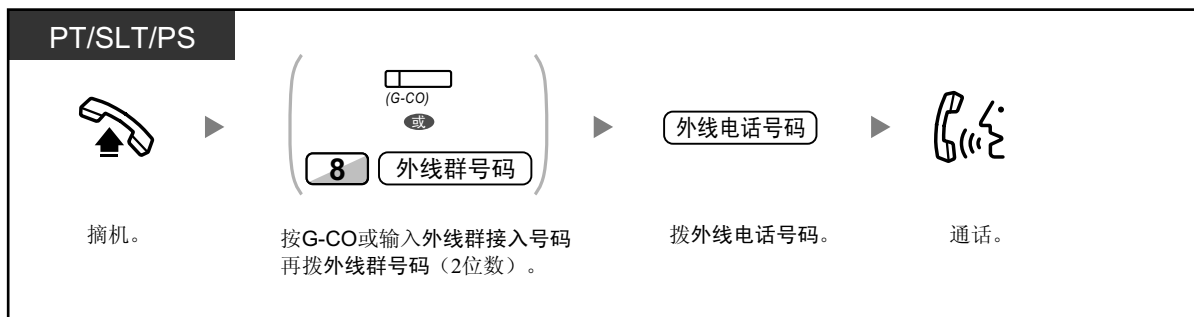 PT/SLT/PS
(G-CO)
或
8 外线群号码
外线电话号码
摘机。
按G-CO或输入外线群接入号码
再拨外线群号码（2位数）。
拨外线电话号码。
通话。